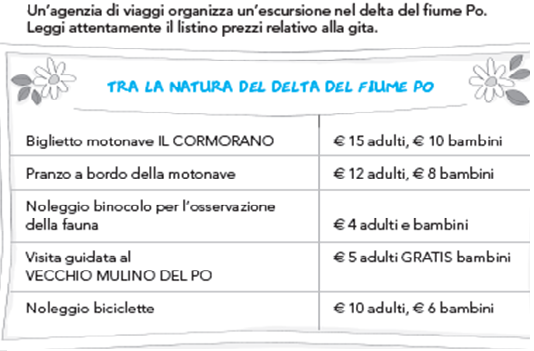 Un'agenzia di viaggi organizza un'escursione nel delta del fiume Po.
Leggi attentamente il listino prezzi relativo alla gita.
TRA LA NATURA DEL DELTA DEL FIUME PO
Biglietto motonave IL CORMORANO € 15 adulti, € 10 bambini
Pranzo a bordo della motonave € 12 adulti, € 8 bambini
Noleggio binocolo per l'osservazione
della fauna € 4 adulti e bambini
Visita guidata al € 5 adulti GRATIS bambini
VECCHIO MULINO DEL PO
Noleggio biciclette € 10 adulti, € 6 bambini